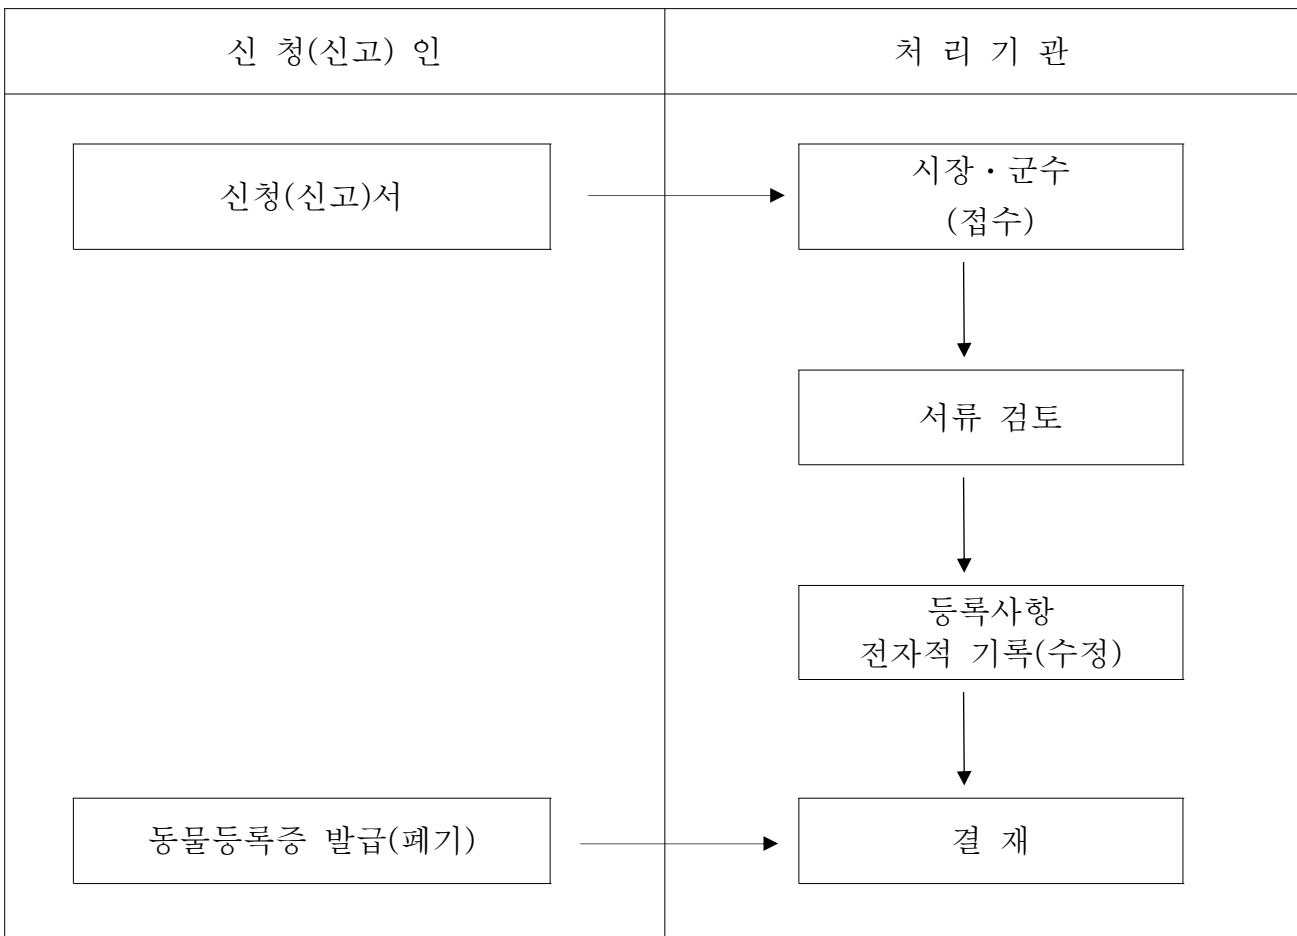 신 청(신고) 인
처 리 기 관
신청(신고)서
시장・군수
(접수)
서류 검토
등록사항
전자적 기록(수정)
동물등록증 발급(폐기)
결 재